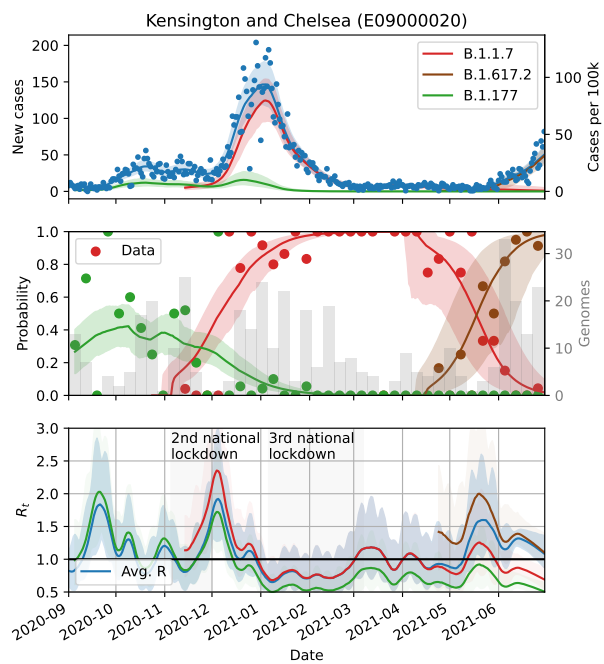 Kensington and Chelsea (E09000020)
200
150
100
50
0
New cases
100
50
0
Cases per 100k
B.1.1.7
B.1.617.2
B.1.177
1.0
0.8
0.6
0.4
0.2
0.0
Probability
30
20
10
0
Genomes
Data
3.0
2.5
2.0
1.5
1.0
0.5
Rt
2nd national
lockdown
3rd national
lockdown
Avg. R
2020-09
2020-10
2020-11
2020-12
2021-01
2021-02
2021-03
2021-04
2021-05
2021-06
Date